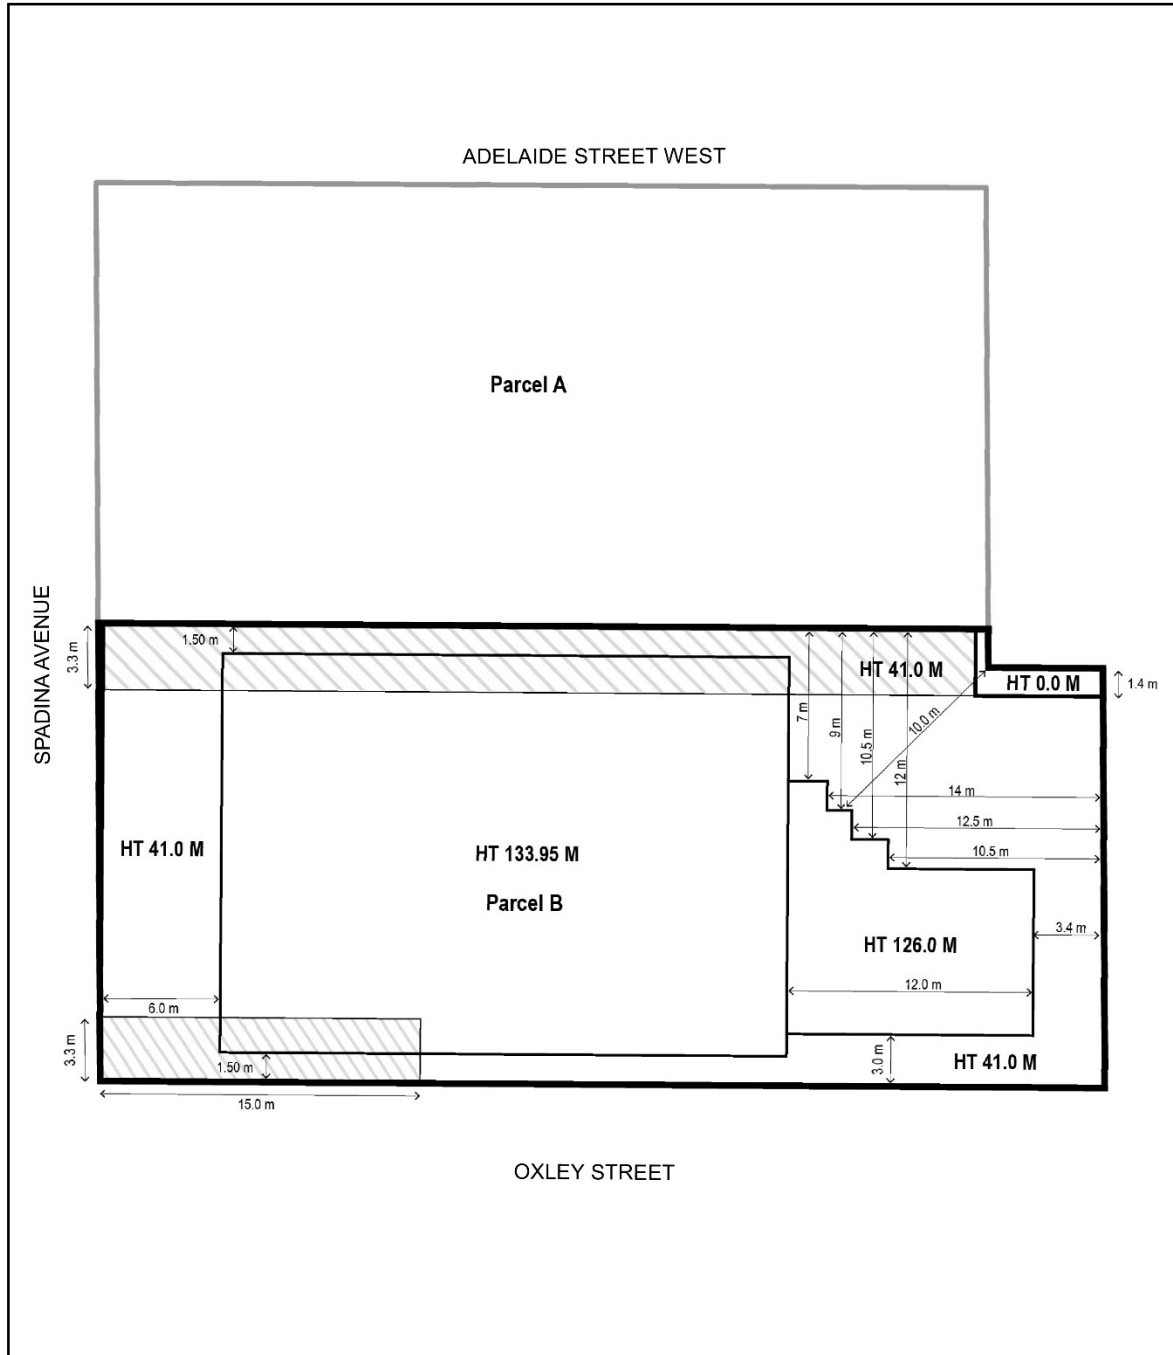 ADELAIDE STREET WEST
Parcel A
SPADINA AVENUE
3.3 m
1.50 m
HT 41.0 M
HT 0.0 M
1.4 m
7 m
9 m
10.5 m
12 m
10.0 m
14 m
12.5 m
10.5 m
HT 41.0 M
HT 133.95 M
Parcel B
HT 126.0 M
3.4 m
12.0 m
6.0 m
3.3 m
1.50 m
3.0 m
HT 41.0 M
15.0 m
OXLEY STREET